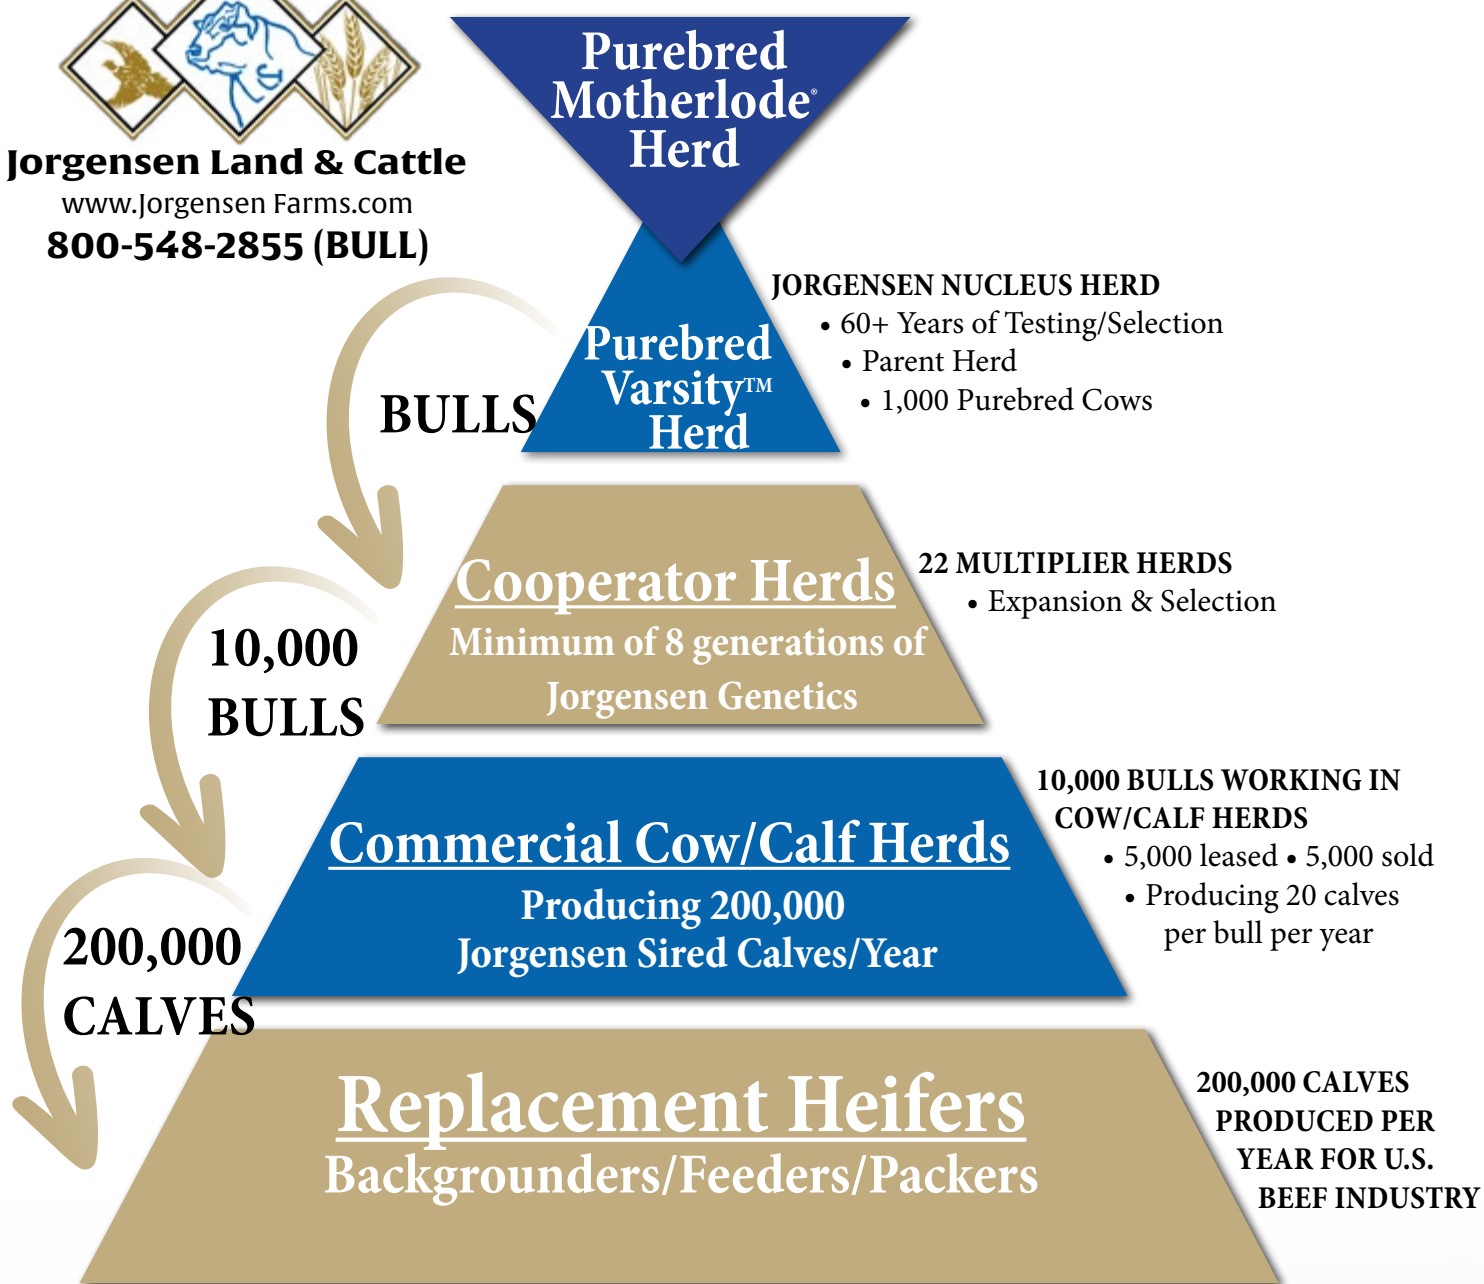 Jorgensen Land & Cattle
www.Jorgensen Farms.com
800-548-2855 (BULL)
Purebred
Motherlode®
Herd
Purebred
Varsity™
Herd
JORGENSEN NUCLEUS HERD
• 60+ Years of Testing/Selection
• Parent Herd
• 1,000 Purebred Cows
BULLS
Cooperator Herds
Minimum of 8 generations of
Jorgensen Genetics
22 MULTIPLIER HERDS
• Expansion & Selection
10,000
BULLS
Commercial Cow/Calf Herds
Producing 200,000
Jorgensen Sired Calves/Year
10,000 BULLS WORKING IN
COW/CALF HERDS
• 5,000 leased • 5,000 sold
• Producing 20 calves
per bull per year
200,000
CALVES
Replacement Heifers
Backgrounders/Feeders/Packers
200,000 CALVES
PRODUCED PER
YEAR FOR U.S.
BEEF INDUSTRY